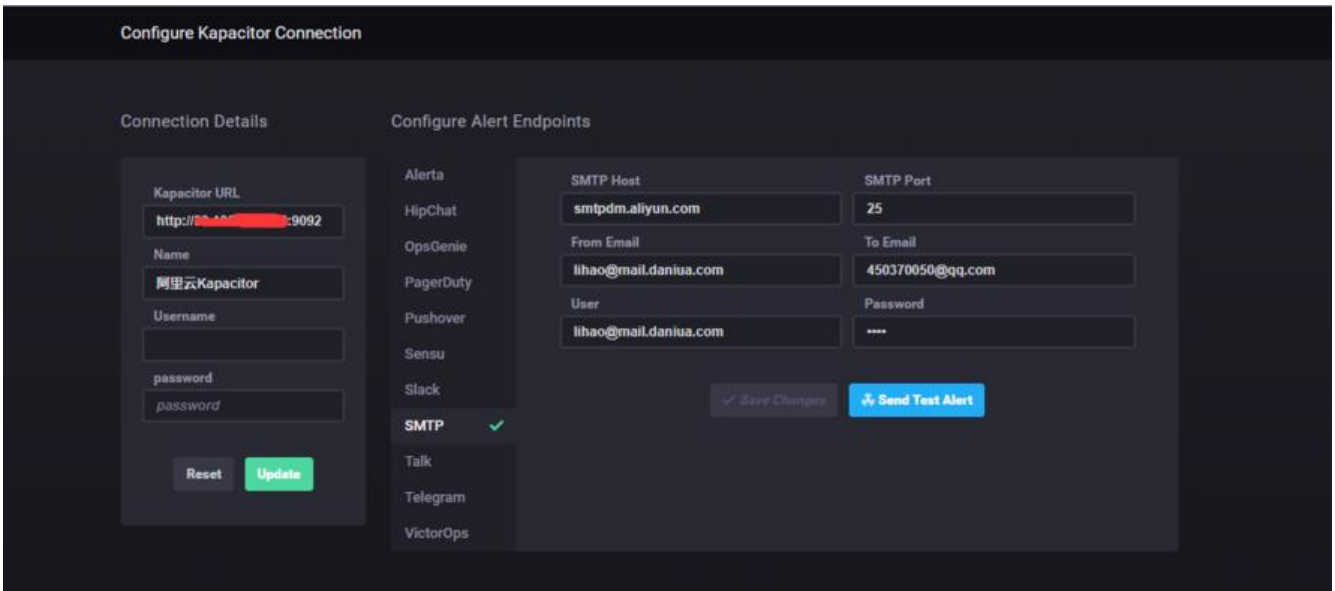 Configure Kapacitor Connection
Connection Details
Configure Alert Endpoints
Kapacitor URL
http:// :9092
Name
阿里云Kapacitor
Username
password
password
Reset Update
Alerta
HipChat
OpsGenie
PagerDuty
Pushover
Sensu
Slack
SMTP
Talk
Telegram
VictorOps
SMTP Host SMTP Port
smtpdm.aliyun.com 25
From Email To Email
lihao@mail.daniua.com 450370050@qq.com
User Password
lihao@mail.daniua.com ••••
Save Changes Send Test Alert